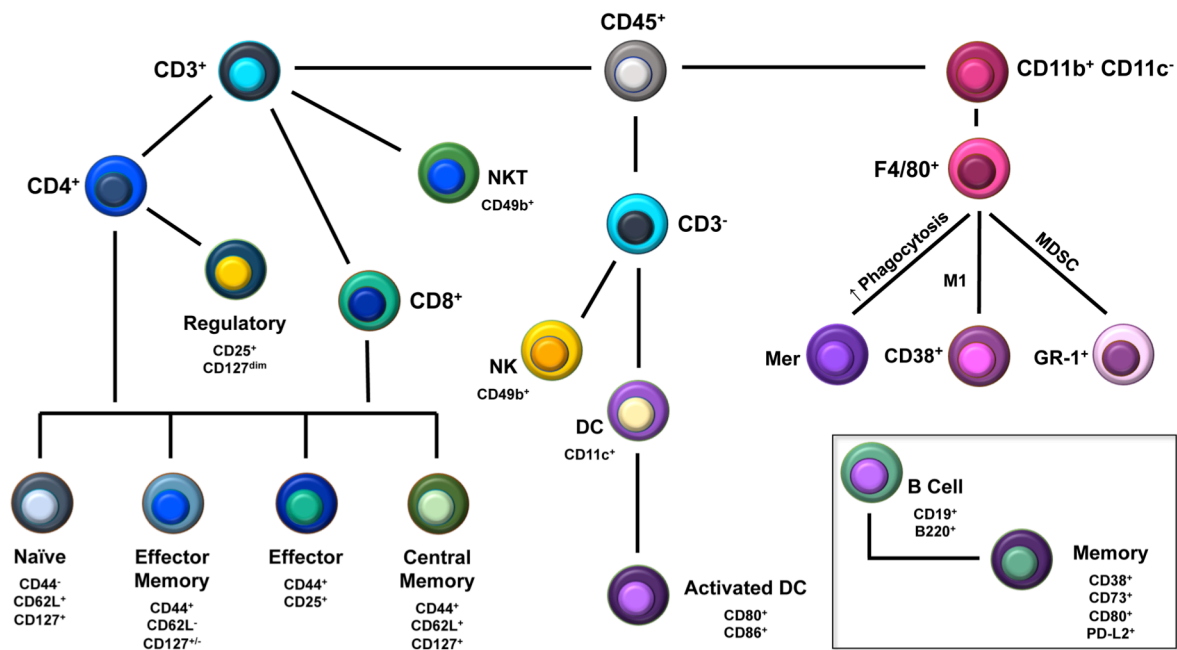 CD45⁺
CD3⁺
CD11b⁺ CD11c⁻
CD4⁺
NKT
CD49b⁺
F4/80⁺
CD3⁻
↑ Phagocytosis
M1
MDSC
Regulatory
CD25⁺
CD127ᵈⁱᵐ
CD8⁺
NK
CD49b⁺
Mer
CD38⁺
GR-1⁺
DC
CD11c⁺
Naïve
CD44⁻
CD62L⁺
CD127⁺
Effector
Memory
CD44⁺
CD62L⁻
CD127⁺/⁻
Effector
CD44⁺
CD25⁺
Central
Memory
CD44⁺
CD62L⁺
CD127⁺
Activated DC
CD80⁺
CD86⁺
B Cell
CD19⁺
B220⁺
Memory
CD38⁺
CD73⁺
CD80⁺
PD-L2⁺